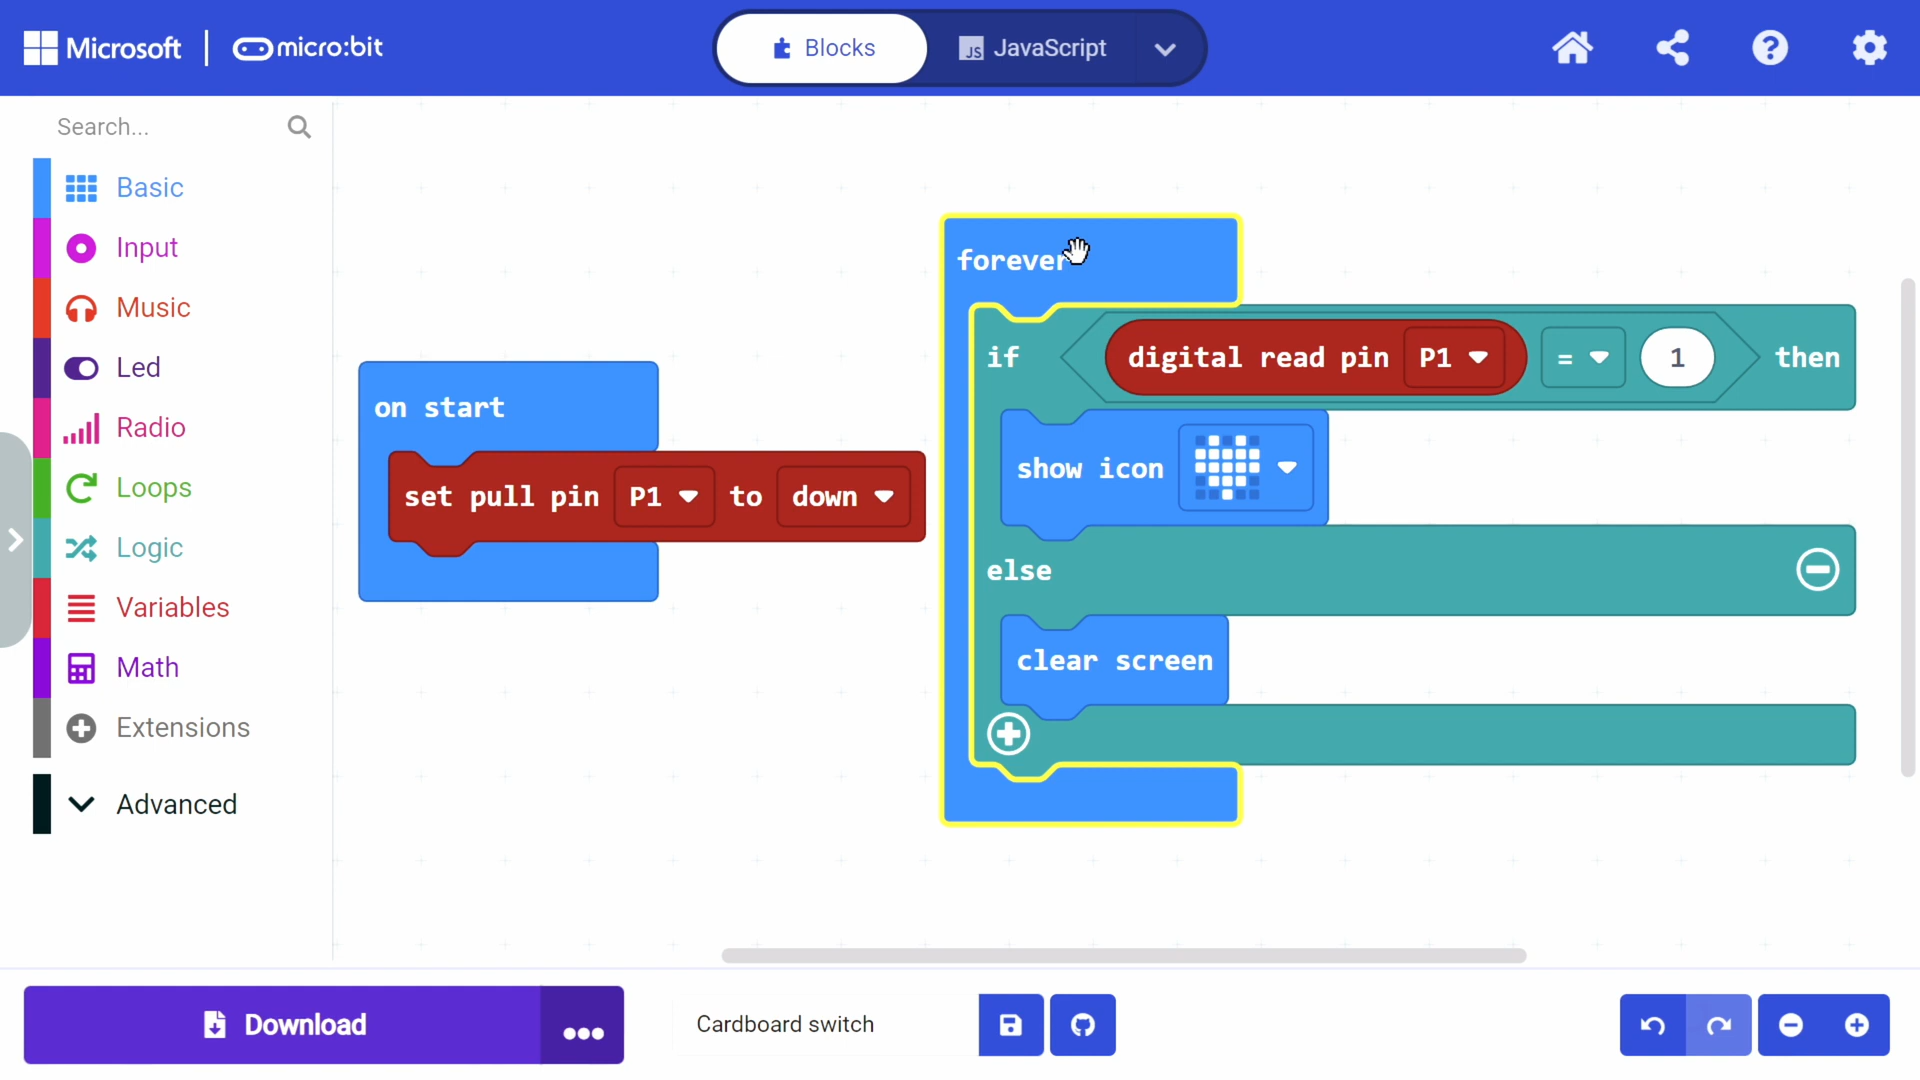 Microsoft micro:bit
Blocks JS JavaScript
Search...
Basic
Input
Music
Led
Radio
Loops
Logic
Variables
Math
Extensions
Advanced
on start
set pull pin P1 to down
forever
if digital read pin P1 = 1 then
show icon
else
clear screen
Download
Cardboard switch